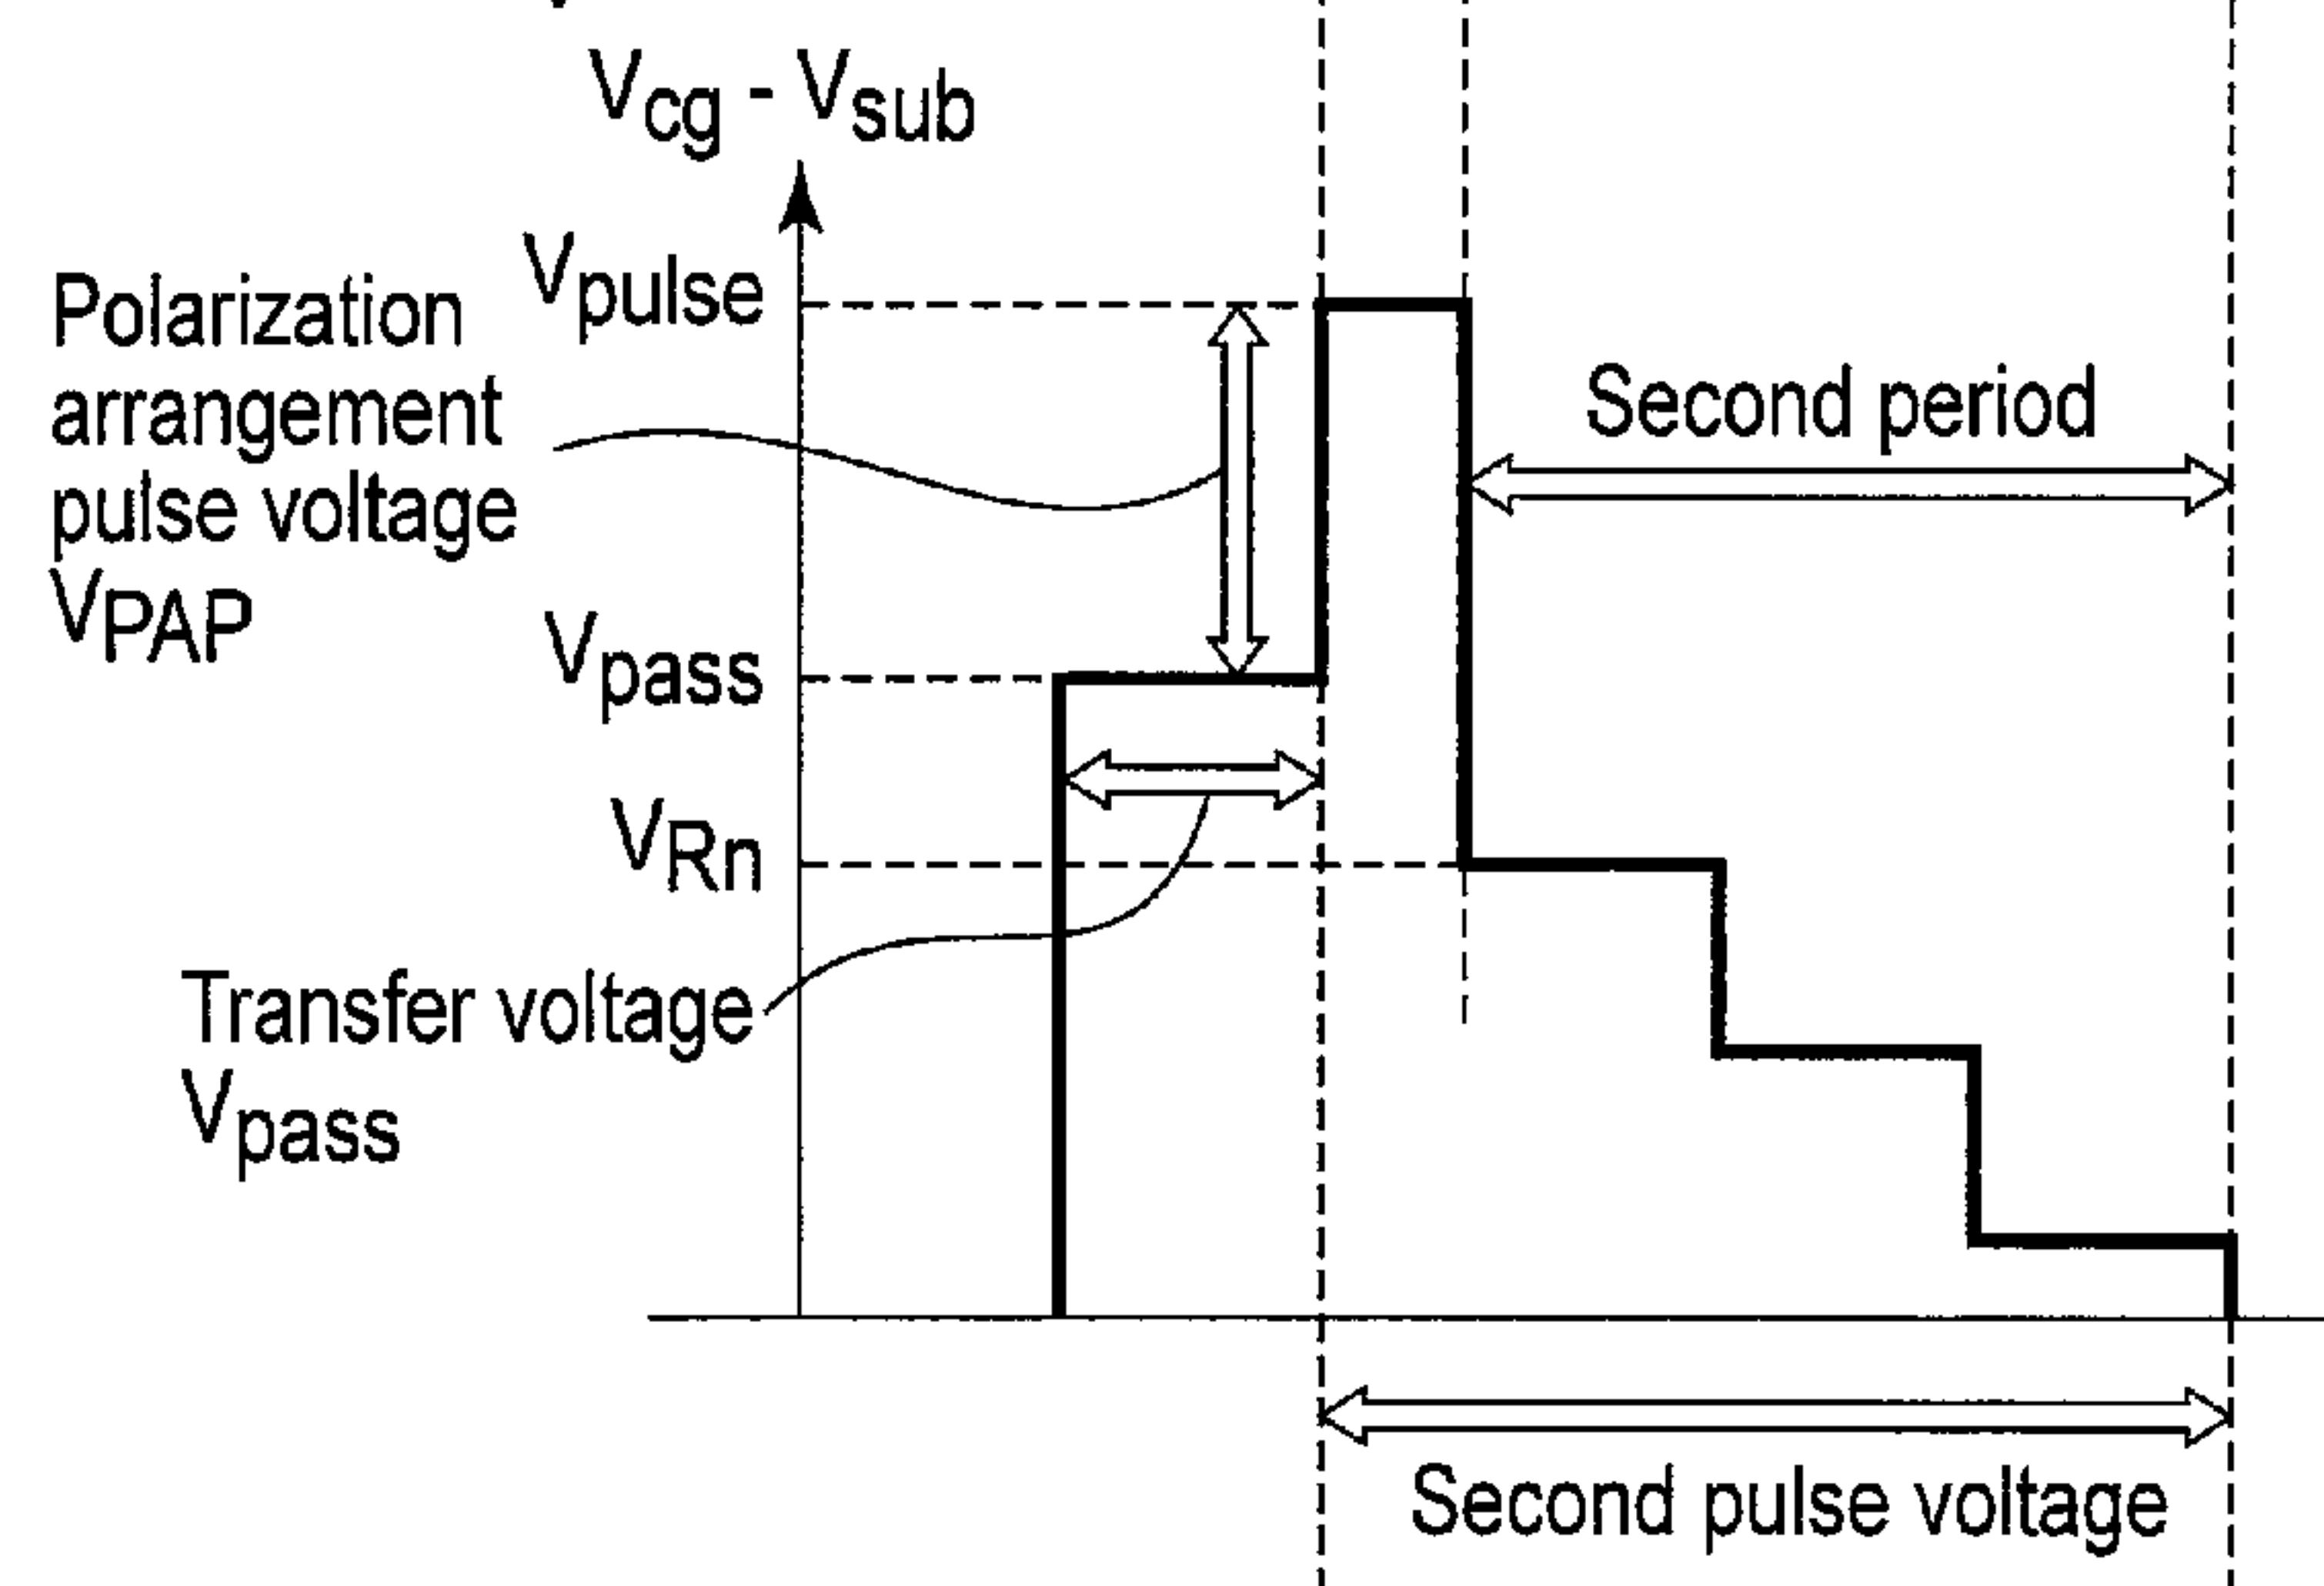 Vcg - Vsub
Vpulse
Polarization
arrangement
pulse voltage
VPAP
Second period
Vpass
VRn
Transfer voltage
Vpass
Second pulse voltage